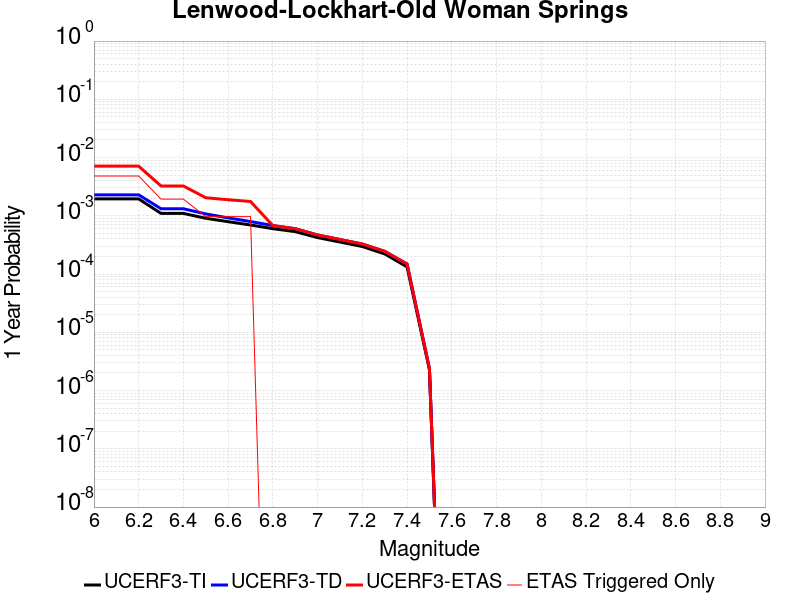 Lenwood-Lockhart-Old Woman Springs
10^0
10^-1
10^-2
10^-3
10^-4
10^-5
10^-6
10^-7
10^-8
1 Year Probability
6 6.2 6.4 6.6 6.8 7 7.2 7.4 7.6 7.8 8 8.2 8.4 8.6 8.8 9
Magnitude
UCERF3-TI UCERF3-TD UCERF3-ETAS ETAS Triggered Only